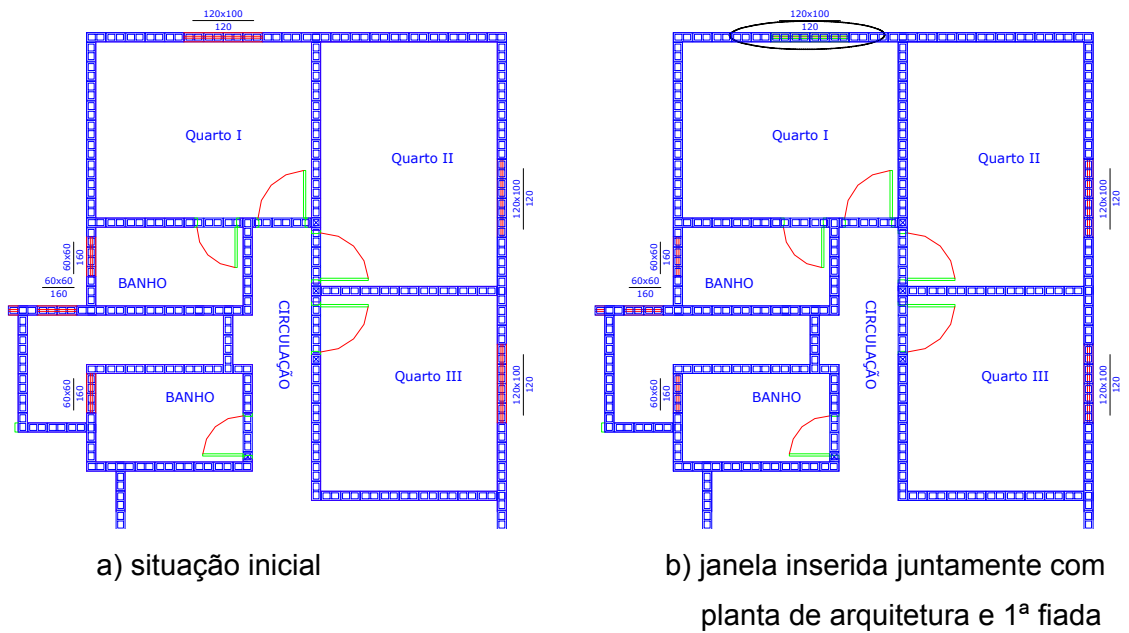 120x100
120
Quarto I
Quarto II
120x100
120
60x60
160
60x60
160
BANHO
CIRCULAÇÃO
Quarto III
120x100
120
60x60
160
BANHO
a) situação inicial
120x100
120
Quarto I
Quarto II
120x100
120
60x60
160
60x60
160
BANHO
CIRCULAÇÃO
Quarto III
120x100
120
60x60
160
BANHO
b) janela inserida juntamente com
planta de arquitetura e 1ª fiada